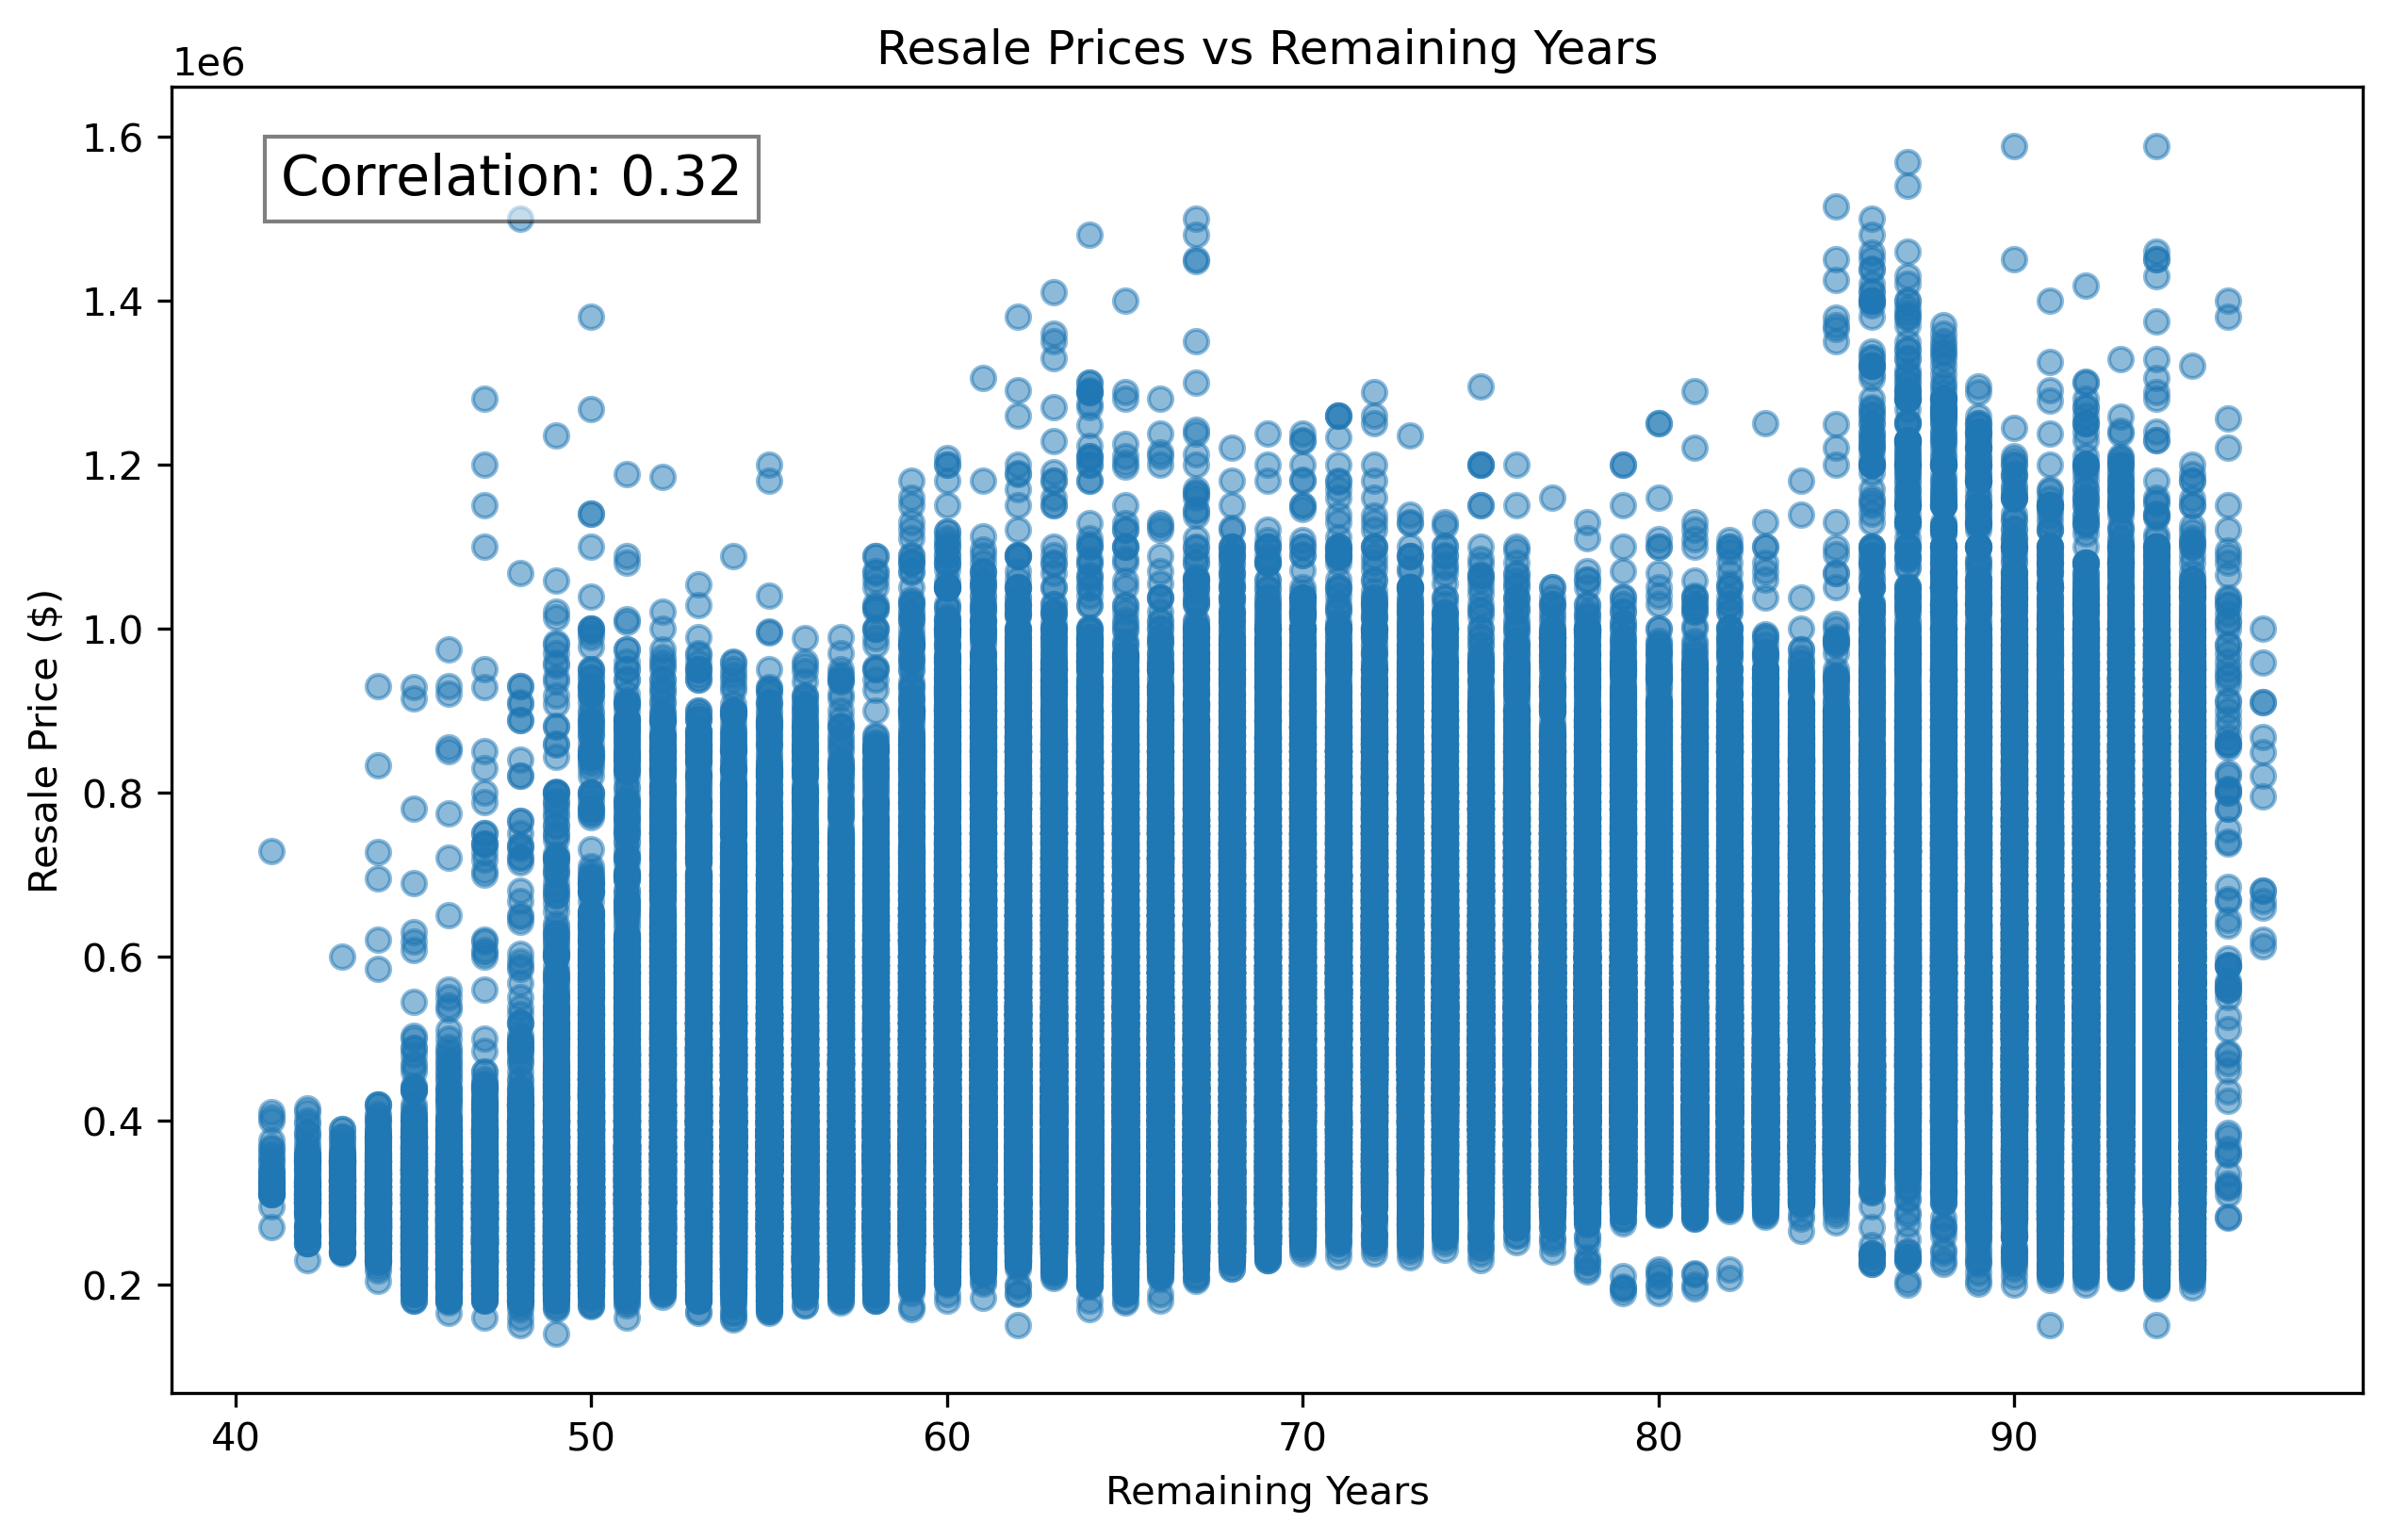 Resale Prices vs Remaining Years
1e6
Correlation: 0.32
1.6
1.4
1.2
1.0
0.8
0.6
0.4
0.2
Resale Price ($)
40 50 60 70 80 90
Remaining Years